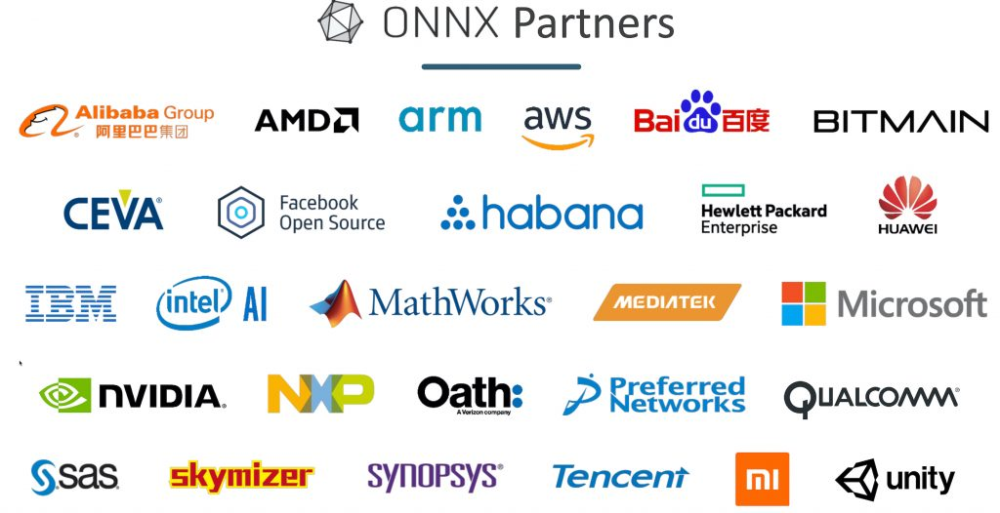 ONNX Partners
Alibaba Group
阿里巴巴集团
AMD
arm
aws
Bai du 百度
BITMAIN
CEVA®
Facebook
Open Source
habana
Hewlett Packard
Enterprise
HUAWEI
IBM
intel AI
MathWorks®
MEDIATEK
Microsoft
NVIDIA®
NXP
Oath:
A Verizon company
Preferred
Networks
QUALCOMM®
sas
skymizer
SYNOPSYS®
Tencent
MI
unity